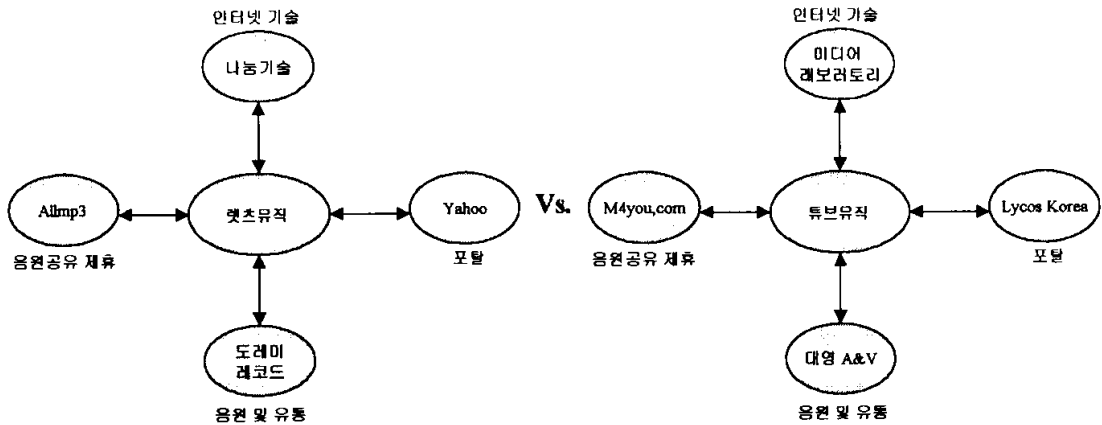 인터넷 기술
나눔기술
Allmp3
음원공유 제휴
렛츠뮤직
Yahoo
포탈
도레미
레코드
음원 및 유통
Vs.
인터넷 기술
미디어
래보러토리
M4you,com
음원공유 제휴
튜브뮤직
Lycos Korea
포탈
대영 A&V
음원 및 유통